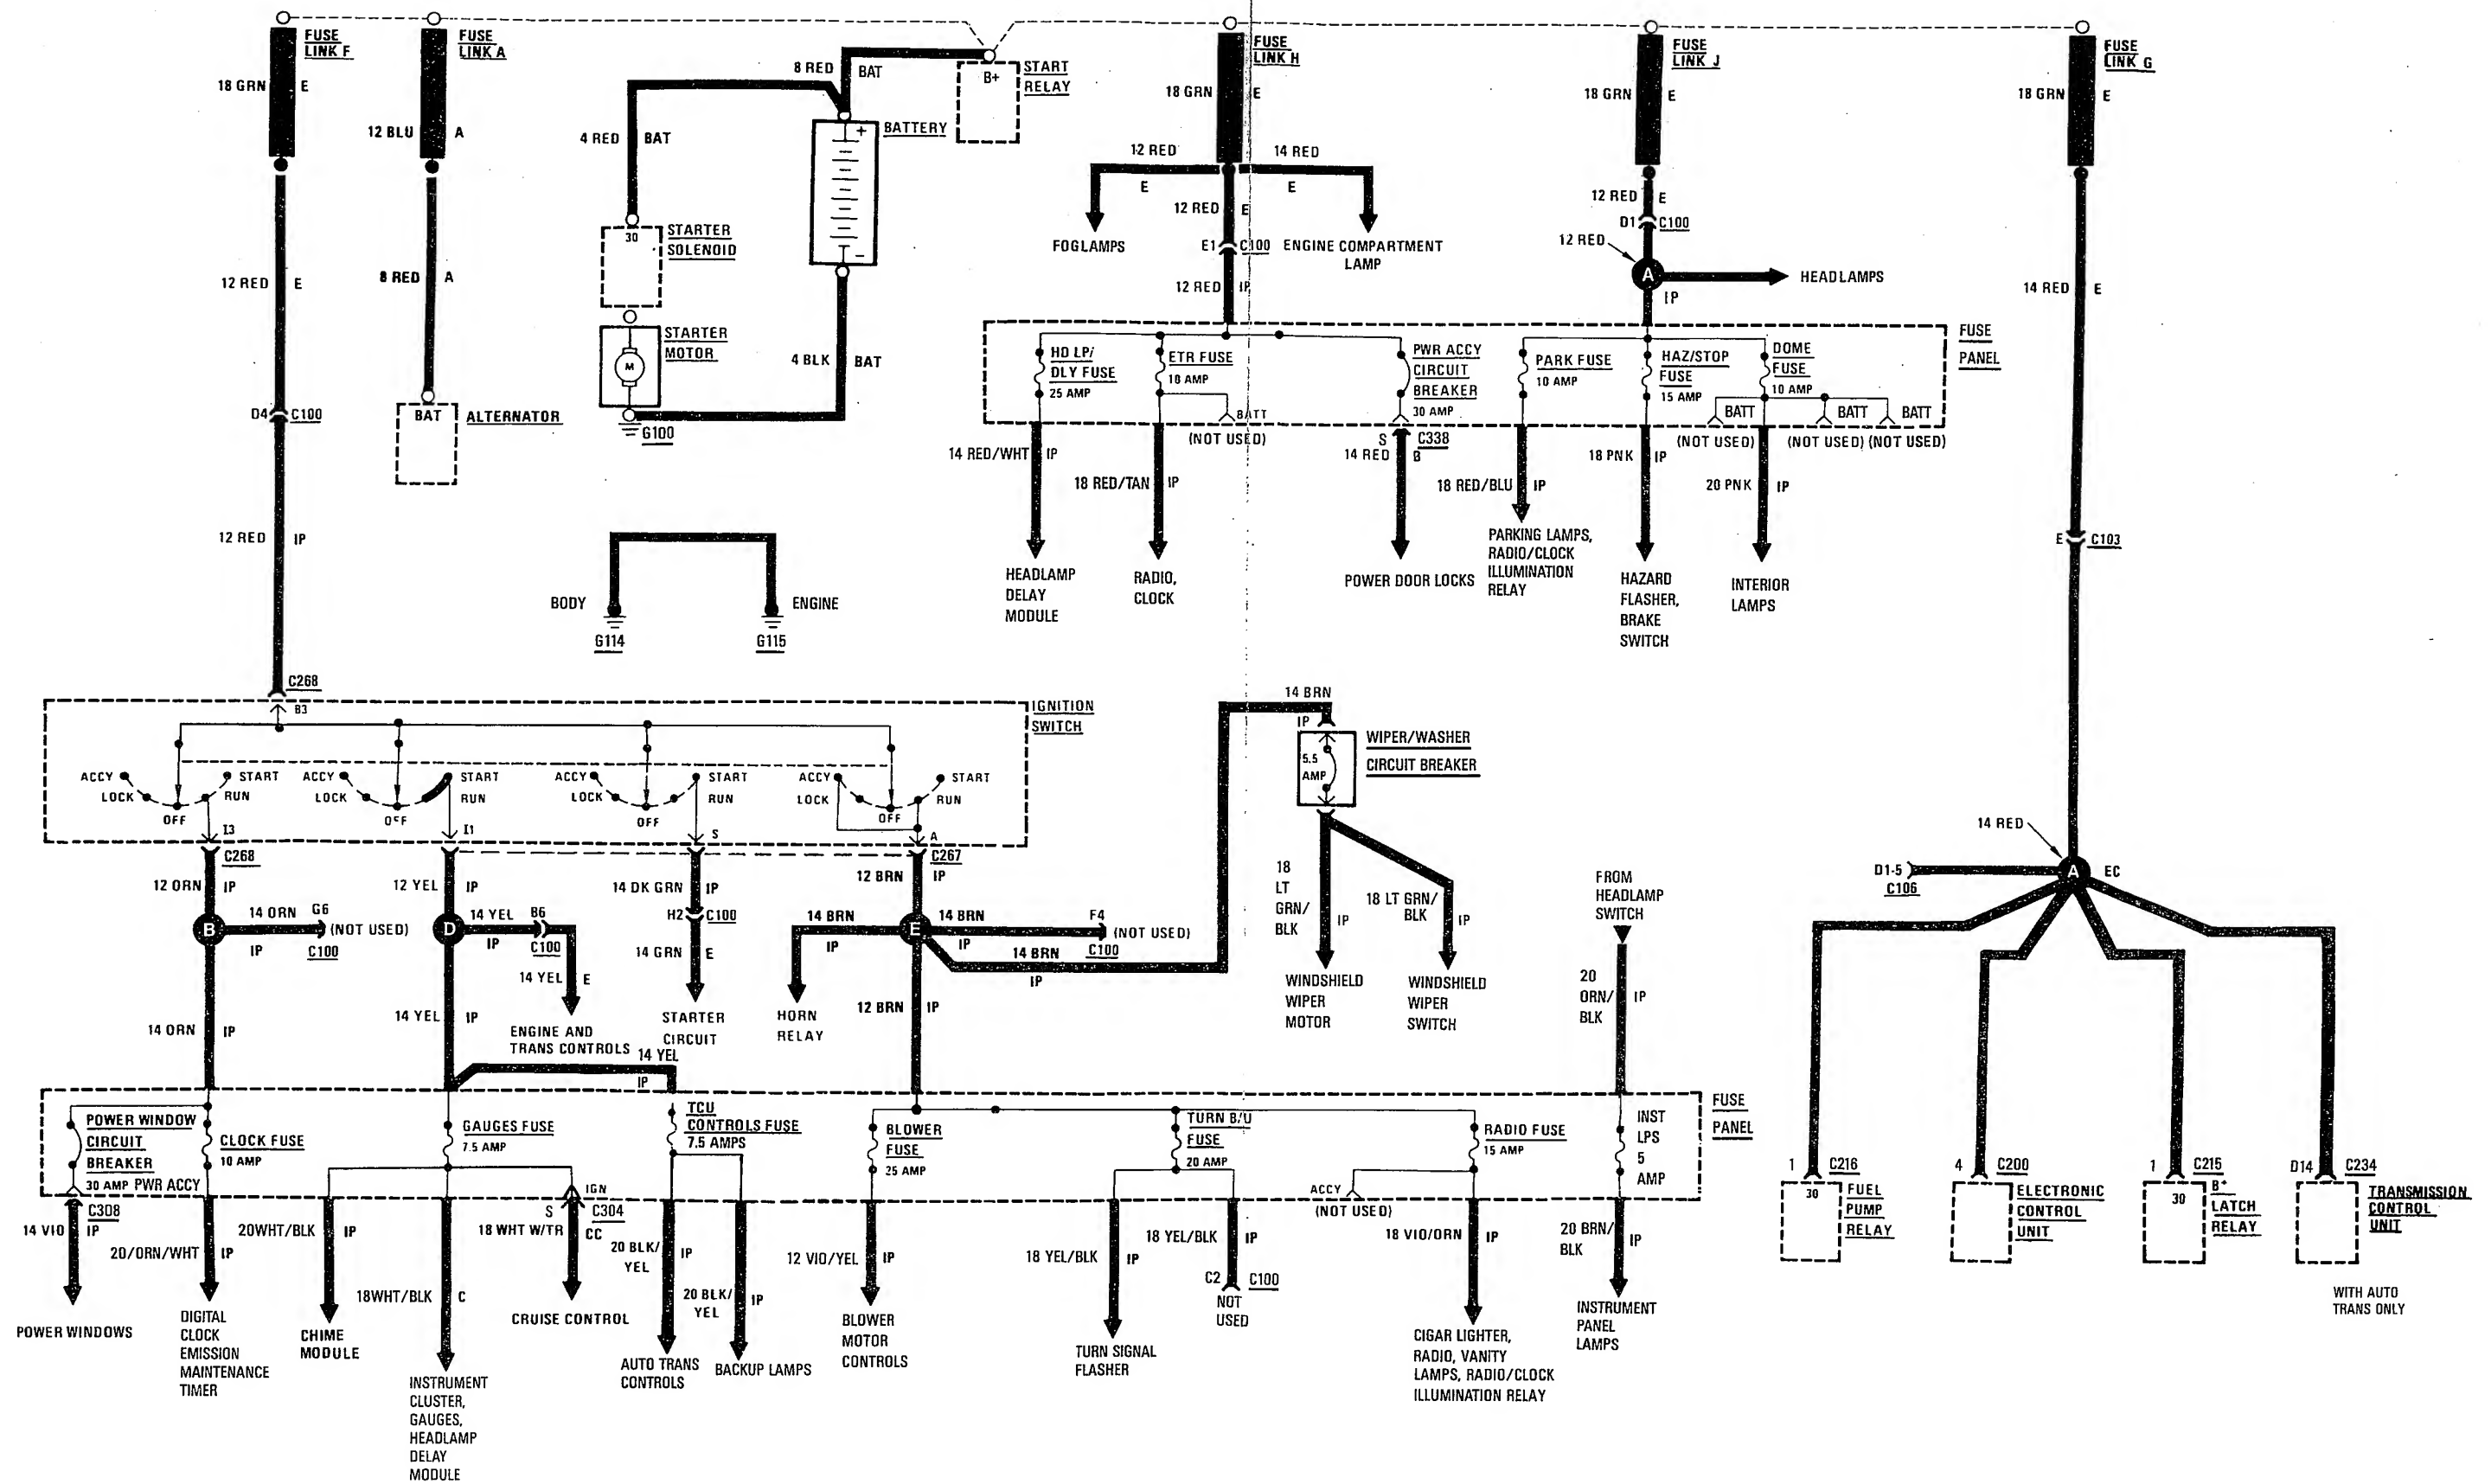 FUSE
LINK F
18 GRN
E
FUSE
LINK A
12 BLU
A
8 RED
BAT
4 RED
BAT
BATTERY
+
-
B+
START
RELAY
FUSE
LINK H
18 GRN
E
12 RED
E
14 RED
E
12 RED
E
FOGLAMPS
E1
C100
ENGINE COMPARTMENT
LAMP
12 RED
IP
FUSE
LINK J
18 GRN
E
12 RED
E
D1
C100
12 RED
A
IP
HEADLAMPS
FUSE
LINK G
18 GRN
E
14 RED
E
12 RED
E
8 RED
A
30
STARTER
SOLENOID
STARTER
MOTOR
M
4 BLK
BAT
G100
D4
C100
BAT
ALTERNATOR
12 RED
IP
BODY
G114
ENGINE
G115
FUSE
PANEL
HD LP/
DLY FUSE
25 AMP
ETR FUSE
10 AMP
BATT
(NOT USED)
PWR ACCY
CIRCUIT
BREAKER
30 AMP
PARK FUSE
10 AMP
HAZ/STOP
FUSE
15 AMP
DOME
FUSE
10 AMP
BATT
BATT
BATT
(NOT USED)
(NOT USED)
(NOT USED)
14 RED/WHT
IP
18 RED/TAN
IP
S
C338
14 RED
B
18 RED/BLU
IP
18 PNK
IP
20 PNK
IP
HEADLAMP
DELAY
MODULE
RADIO,
CLOCK
POWER DOOR LOCKS
PARKING LAMPS,
RADIO/CLOCK
ILLUMINATION
RELAY
HAZARD
FLASHER,
BRAKE
SWITCH
INTERIOR
LAMPS
E
C103
C268
B3
IGNITION
SWITCH
ACCY
LOCK
OFF
START
RUN
I3
ACCY
LOCK
OFF
START
RUN
I1
ACCY
LOCK
OFF
START
RUN
S
ACCY
LOCK
OFF
START
RUN
A
C268
C267
12 ORN
IP
B
14 ORN
IP
G6
(NOT USED)
C100
12 YEL
IP
D
14 YEL
IP
B6
C100
14 YEL
E
ENGINE AND
TRANS CONTROLS
14 DK GRN
IP
H2
C100
14 GRN
E
STARTER
CIRCUIT
12 BRN
IP
E
14 BRN
IP
HORN
RELAY
14 BRN
IP
F4
(NOT USED)
C100
14 BRN
IP
14 BRN
IP
WIPER/WASHER
CIRCUIT BREAKER
5.5
AMP
18
LT
GRN/
BLK
IP
18 LT GRN/
BLK
IP
WINDSHIELD
WIPER
MOTOR
WINDSHIELD
WIPER
SWITCH
FROM
HEADLAMP
SWITCH
20
ORN/
BLK
IP
14 RED
A
EC
D1-5
C106
14 ORN
IP
14 YEL
IP
14 YEL
IP
12 BRN
IP
FUSE
PANEL
POWER WINDOW
CIRCUIT
BREAKER
30 AMP PWR ACCY
CLOCK FUSE
10 AMP
GAUGES FUSE
7.5 AMP
IGN
TCU
CONTROLS FUSE
7.5 AMPS
BLOWER
FUSE
25 AMP
TURN B/U
FUSE
20 AMP
ACCY
(NOT USED)
RADIO FUSE
15 AMP
INST
LPS
5
AMP
C308
14 VIO
IP
POWER WINDOWS
20/ORN/WHT
IP
DIGITAL
CLOCK
EMISSION
MAINTENANCE
TIMER
20WHT/BLK
IP
CHIME
MODULE
18WHT/BLK
C
INSTRUMENT
CLUSTER,
GAUGES,
HEADLAMP
DELAY
MODULE
S
C304
18 WHT W/TR
CC
CRUISE CONTROL
20 BLK/
YEL
IP
AUTO TRANS
CONTROLS
20 BLK/
YEL
IP
BACKUP LAMPS
12 VIO/YEL
IP
BLOWER
MOTOR
CONTROLS
18 YEL/BLK
IP
TURN SIGNAL
FLASHER
18 YEL/BLK
IP
C2
C100
NOT
USED
18 VIO/ORN
IP
CIGAR LIGHTER,
RADIO, VANITY
LAMPS, RADIO/CLOCK
ILLUMINATION RELAY
20 BRN/
BLK
IP
INSTRUMENT
PANEL
LAMPS
1
C216
30
FUEL
PUMP
RELAY
4
C200
ELECTRONIC
CONTROL
UNIT
1
C215
30
B+
LATCH
RELAY
D14
C234
TRANSMISSION
CONTROL
UNIT
WITH AUTO
TRANS ONLY